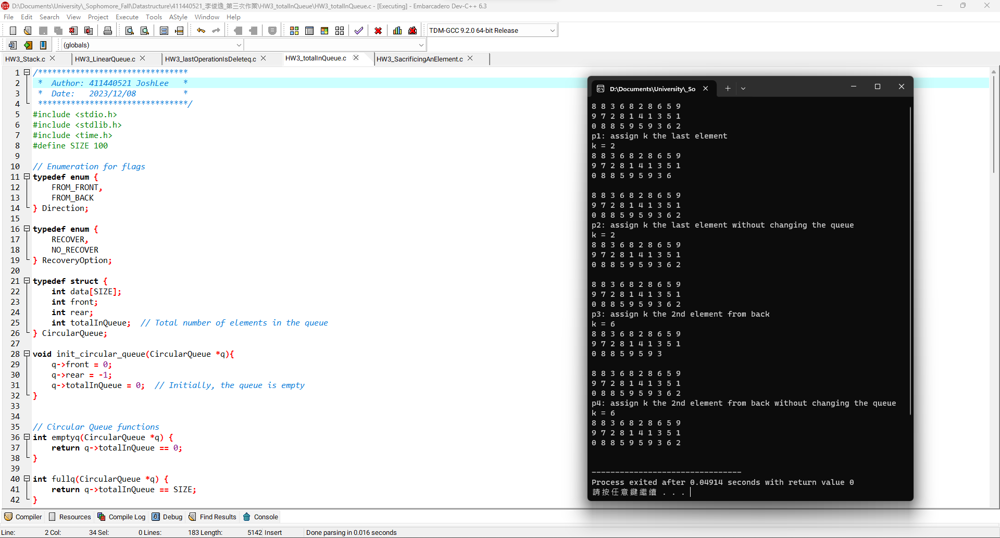 D:\Documents\University\_Sophomore_Fall\Datastructure\411440521_李俊逸_第三次作業\HW3_totalInQueue\HW3_totalInQueue.c - [Executing] - Embarcadero Dev-C++ 6.3
File Edit Search View Project Execute Tools AStyle Window Help
TDM-GCC 9.2.0 64-bit Release
(globals)
HW3_Stack.c HW3_LinearQueue.c HW3_lastOperationIsDeleteq.c HW3_totalInQueue.c HW3_SacrificingAnElement.c
1 /********************************
2 * Author: 411440521 JoshLee *
3 * Date: 2023/12/08 *
4 ********************************/
5 #include <stdio.h>
6 #include <stdlib.h>
7 #include <time.h>
8 #define SIZE 100
9
10 // Enumeration for flags
11 typedef enum {
12 FROM_FRONT,
13 FROM_BACK
14 } Direction;
15
16 typedef enum {
17 RECOVER,
18 NO_RECOVER
19 } RecoveryOption;
20
21 typedef struct {
22 int data[SIZE];
23 int front;
24 int rear;
25 int totalInQueue; // Total number of elements in the queue
26 } CircularQueue;
27
28 void init_circular_queue(CircularQueue *q){
29 q->front = 0;
30 q->rear = -1;
31 q->totalInQueue = 0; // Initially, the queue is empty
32 }
33
34
35 // Circular Queue functions
36 int emptyq(CircularQueue *q) {
37 return q->totalInQueue == 0;
38 }
39
40 int fullq(CircularQueue *q) {
41 return q->totalInQueue == SIZE;
42 }
D:\Documents\University\_So
8 8 3 6 8 2 8 6 5 9
9 7 2 8 1 4 1 3 5 1
0 8 8 5 9 5 9 3 6 2
p1: assign k the last element
k = 2
8 8 3 6 8 2 8 6 5 9
9 7 2 8 1 4 1 3 5 1
0 8 8 5 9 5 9 3 6
8 8 3 6 8 2 8 6 5 9
9 7 2 8 1 4 1 3 5 1
0 8 8 5 9 5 9 3 6 2
p2: assign k the last element without changing the queue
k = 2
8 8 3 6 8 2 8 6 5 9
9 7 2 8 1 4 1 3 5 1
0 8 8 5 9 5 9 3 6 2
8 8 3 6 8 2 8 6 5 9
9 7 2 8 1 4 1 3 5 1
0 8 8 5 9 5 9 3 6 2
p3: assign k the 2nd element from back
k = 6
8 8 3 6 8 2 8 6 5 9
9 7 2 8 1 4 1 3 5 1
0 8 8 5 9 5 9 3
8 8 3 6 8 2 8 6 5 9
9 7 2 8 1 4 1 3 5 1
0 8 8 5 9 5 9 3 6 2
p4: assign k the 2nd element from back without changing the queue
k = 6
8 8 3 6 8 2 8 6 5 9
9 7 2 8 1 4 1 3 5 1
0 8 8 5 9 5 9 3 6 2
--------------------------------
Process exited after 0.04914 seconds with return value 0
請按任意鍵繼續 . . .
Compiler Resources Compile Log Debug Find Results Console
Line: 2 Col: 34 Sel: 0 Lines: 183 Length: 5142 Insert Done parsing in 0.016 seconds